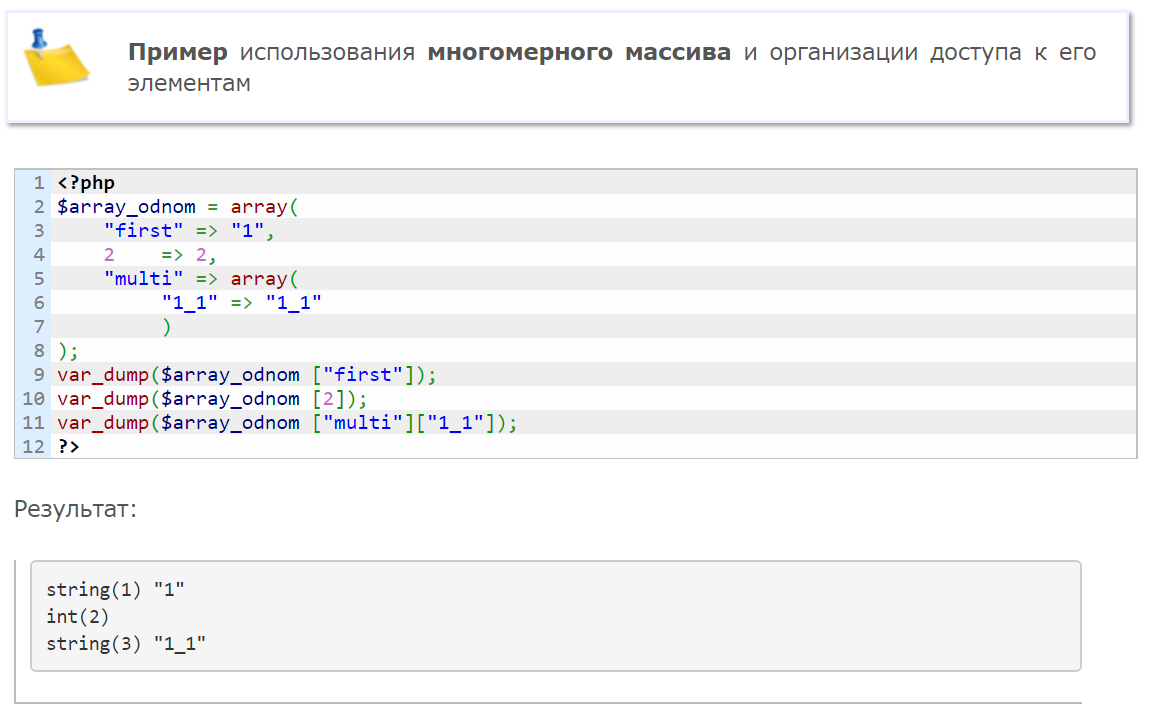 Пример использования многомерного массива и организации доступа к его
элементам
1 <?php
2 $array_odnom = array(
3     "first" => "1",
4     2    => 2,
5     "multi" => array(
6          "1_1" => "1_1"
7          )
8 );
9 var_dump($array_odnom ["first"]);
10 var_dump($array_odnom [2]);
11 var_dump($array_odnom ["multi"]["1_1"]);
12 ?>
Результат:
string(1) "1"
int(2)
string(3) "1_1"